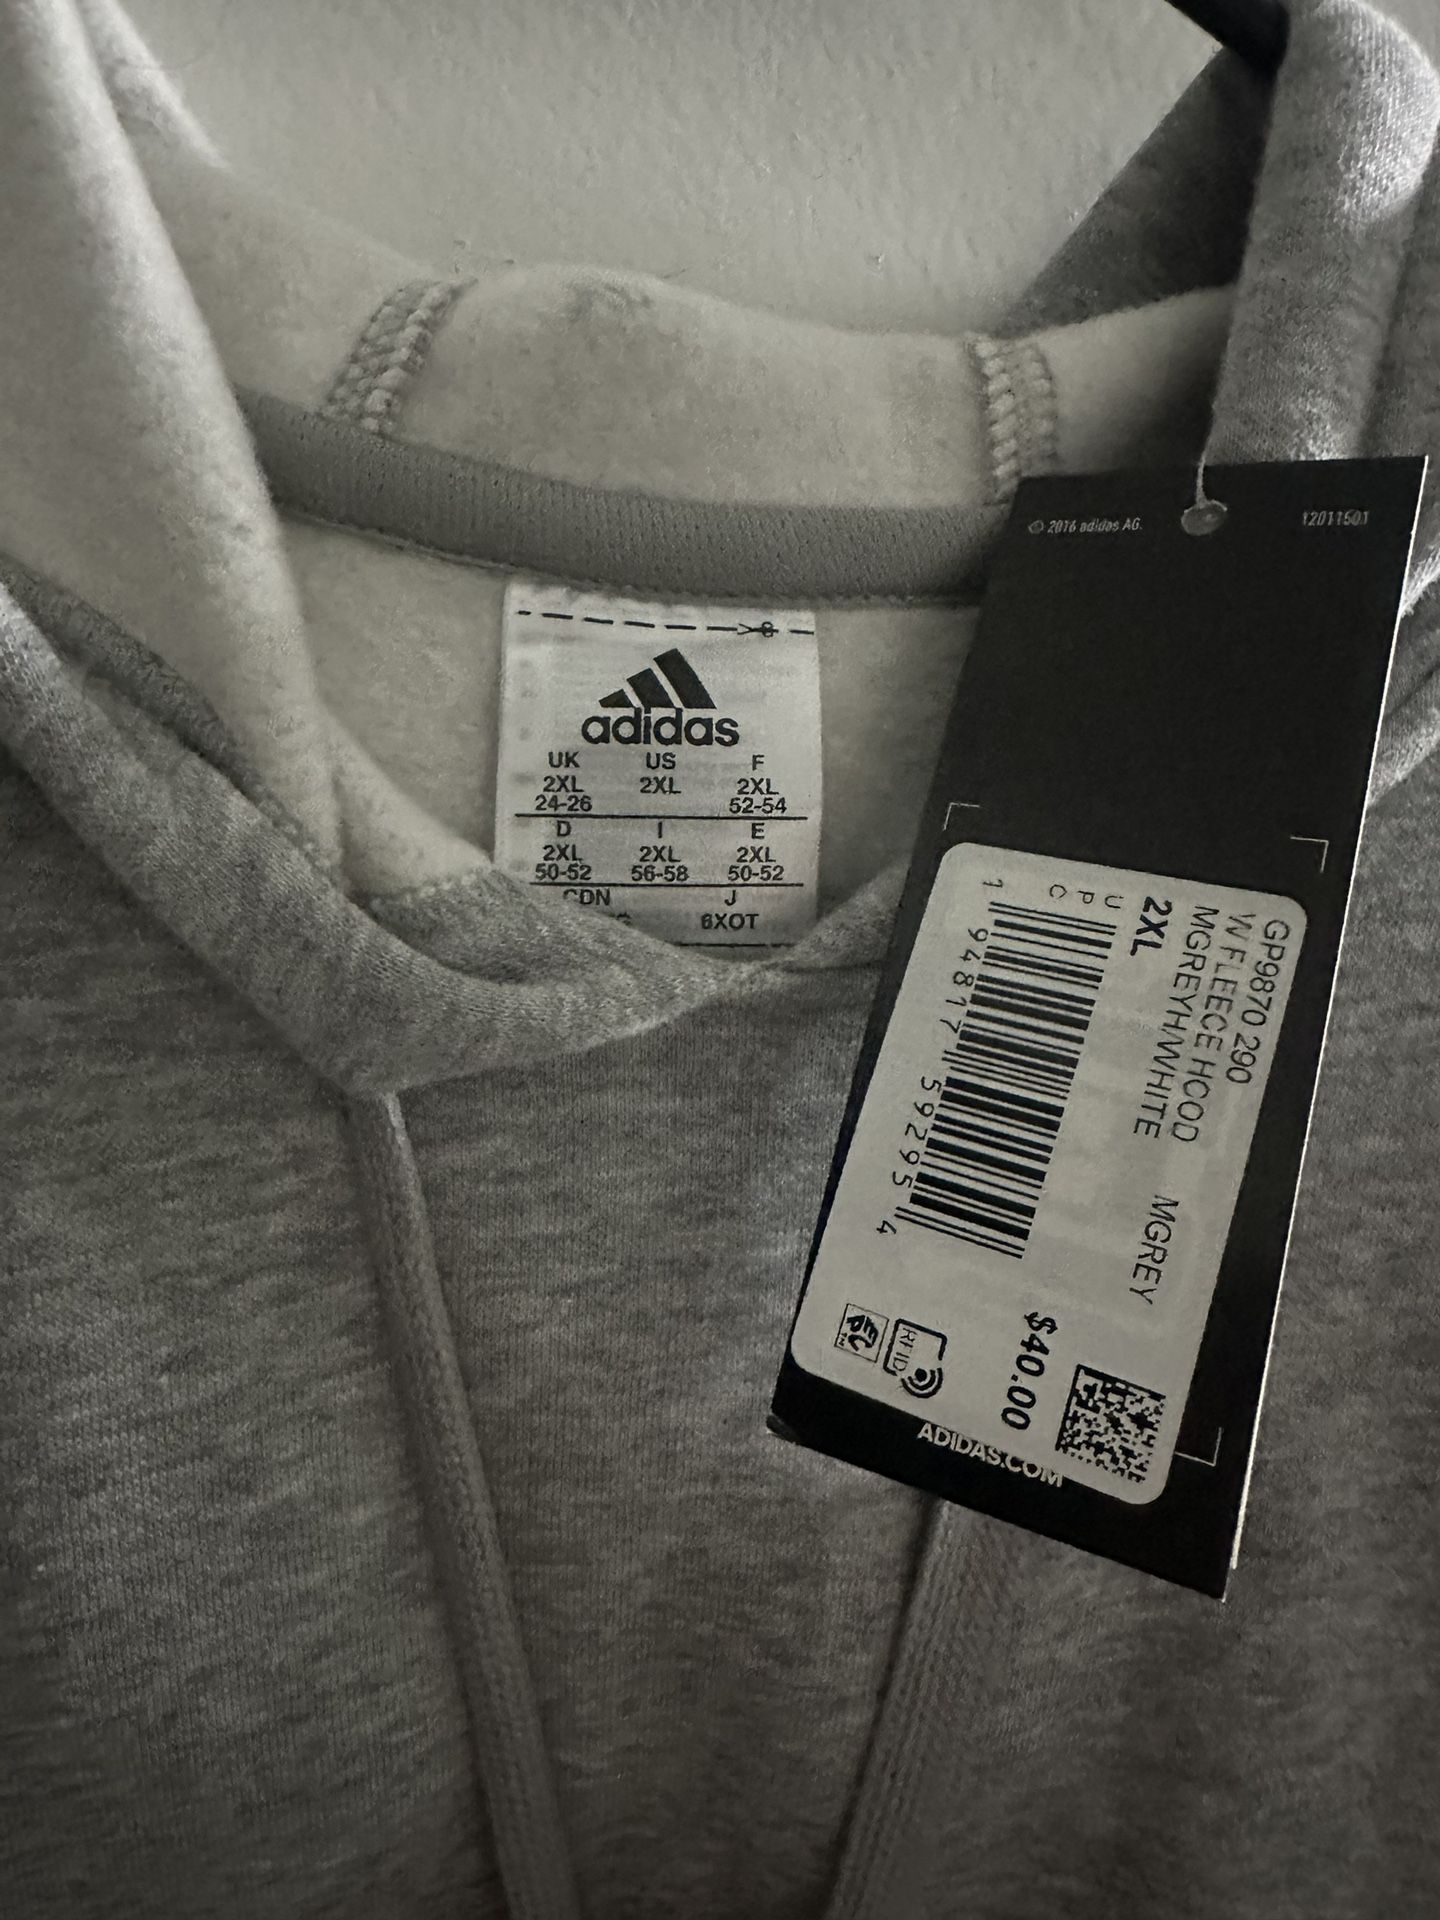 © 2016 adidas AG.
12011501
adidas
UK US F
2XL 2XL 2XL
24-26 52-54
D I E
2XL 2XL 2XL
50-52 56-58 50-52
CDN J
6XOT
GP9870 290
W FLEECE HOOD
MGREYH/WHITE MGREY
2XL
UPC
1 94817 59295 4
$40.00
RFID
ADIDAS.COM